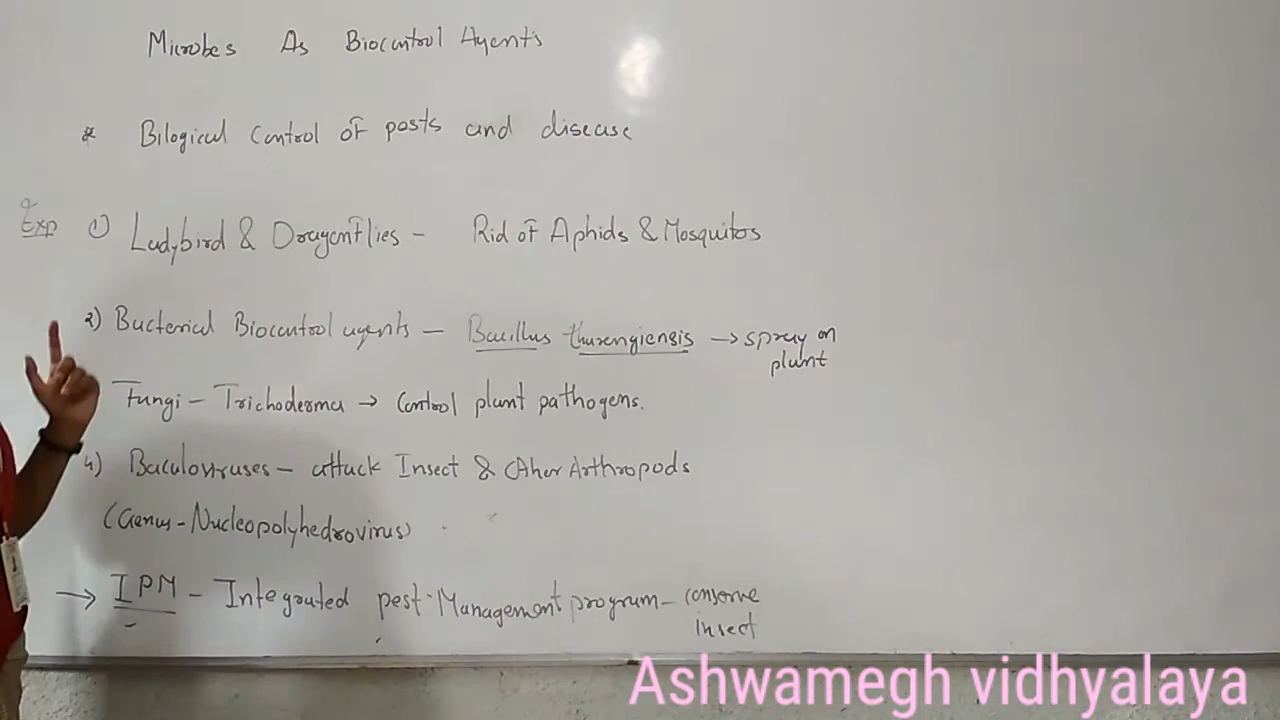 Microbes As Biocontrol Agents
* Bilogical control of pests and disease
Exp 1) Ladybird & Dragonflies - Rid of Aphids & Mosquitos
2) Bacterial Biocontrol agents - Bacillus thurengiensis → spray on plant
Fungi - Trichoderma → control plant pathogens.
4) Baculoviruses - attack Insect & other Arthropods
(Genus - Nucleopolyhedrovirus)
→ IPM - Integrated pest Management program - conserve insect
Ashwamegh vidhyalaya